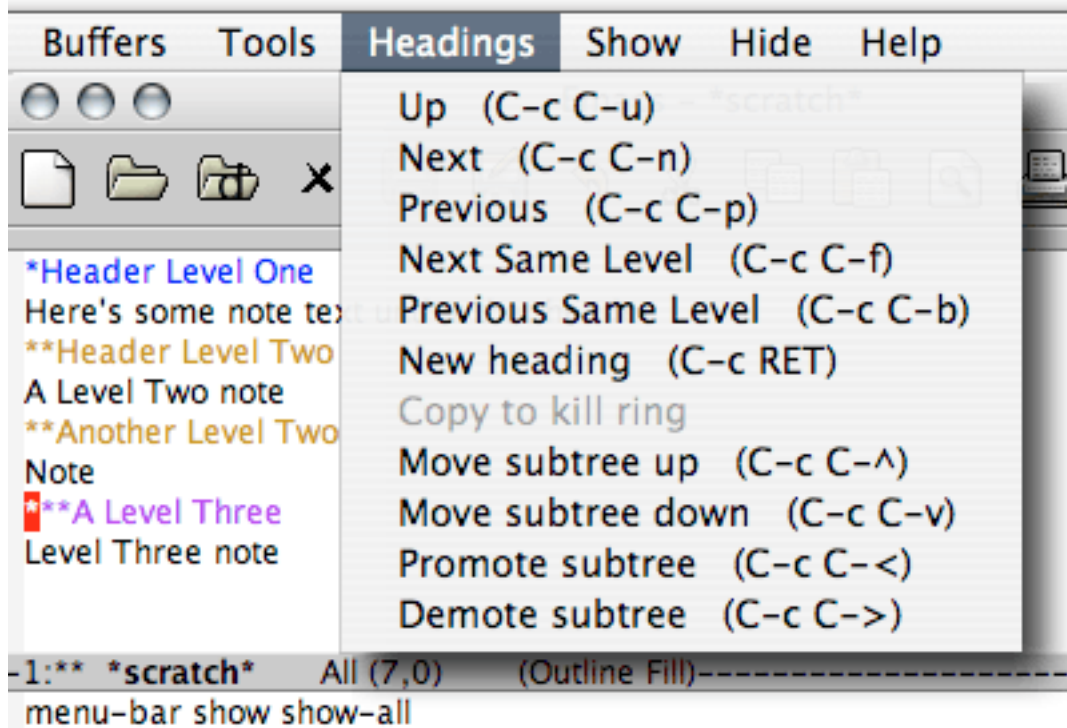 Buffers Tools Headings Show Hide Help
Up (C-c C-u)
Next (C-c C-n)
Previous (C-c C-p)
Next Same Level (C-c C-f)
Previous Same Level (C-c C-b)
New heading (C-c RET)
Copy to kill ring
Move subtree up (C-c C-^)
Move subtree down (C-c C-v)
Promote subtree (C-c C-<)
Demote subtree (C-c C->)
*scratch*
*Header Level One
Here's some note tex
**Header Level Two
A Level Two note
**Another Level Two
Note
***A Level Three
Level Three note
-1:** *scratch* All (7,0) (Outline Fill)--------------------
menu-bar show show-all